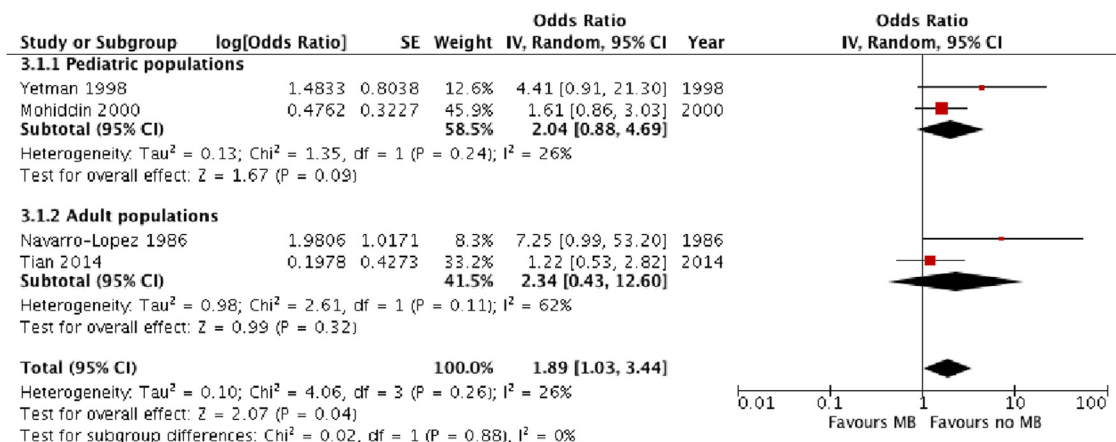 Odds Ratio Odds Ratio
Study or Subgroup log[Odds Ratio] SE Weight IV, Random, 95% CI Year IV, Random, 95% CI
3.1.1 Pediatric populations
Yetman 1998 1.4833 0.8038 12.6% 4.41 [0.91, 21.30] 1998
Mohiddin 2000 0.4762 0.3227 45.9% 1.61 [0.86, 3.03] 2000
Subtotal (95% CI) 58.5% 2.04 [0.88, 4.69]
Heterogeneity: Tau² = 0.13; Chi² = 1.35, df = 1 (P = 0.24); I² = 26%
Test for overall effect: Z = 1.67 (P = 0.09)
3.1.2 Adult populations
Navarro-Lopez 1986 1.9806 1.0171 8.3% 7.25 [0.99, 53.20] 1986
Tian 2014 0.1978 0.4273 33.2% 1.22 [0.53, 2.82] 2014
Subtotal (95% CI) 41.5% 2.34 [0.43, 12.60]
Heterogeneity: Tau² = 0.98; Chi² = 2.61, df = 1 (P = 0.11); I² = 62%
Test for overall effect: Z = 0.99 (P = 0.32)
Total (95% CI) 100.0% 1.89 [1.03, 3.44]
Heterogeneity: Tau² = 0.10; Chi² = 4.06, df = 3 (P = 0.26); I² = 26%
Test for overall effect: Z = 2.07 (P = 0.04)
Test for subgroup differences: Chi² = 0.02, df = 1 (P = 0.88), I² = 0%
0.01 0.1 1 10 100
Favours MB Favours no MB